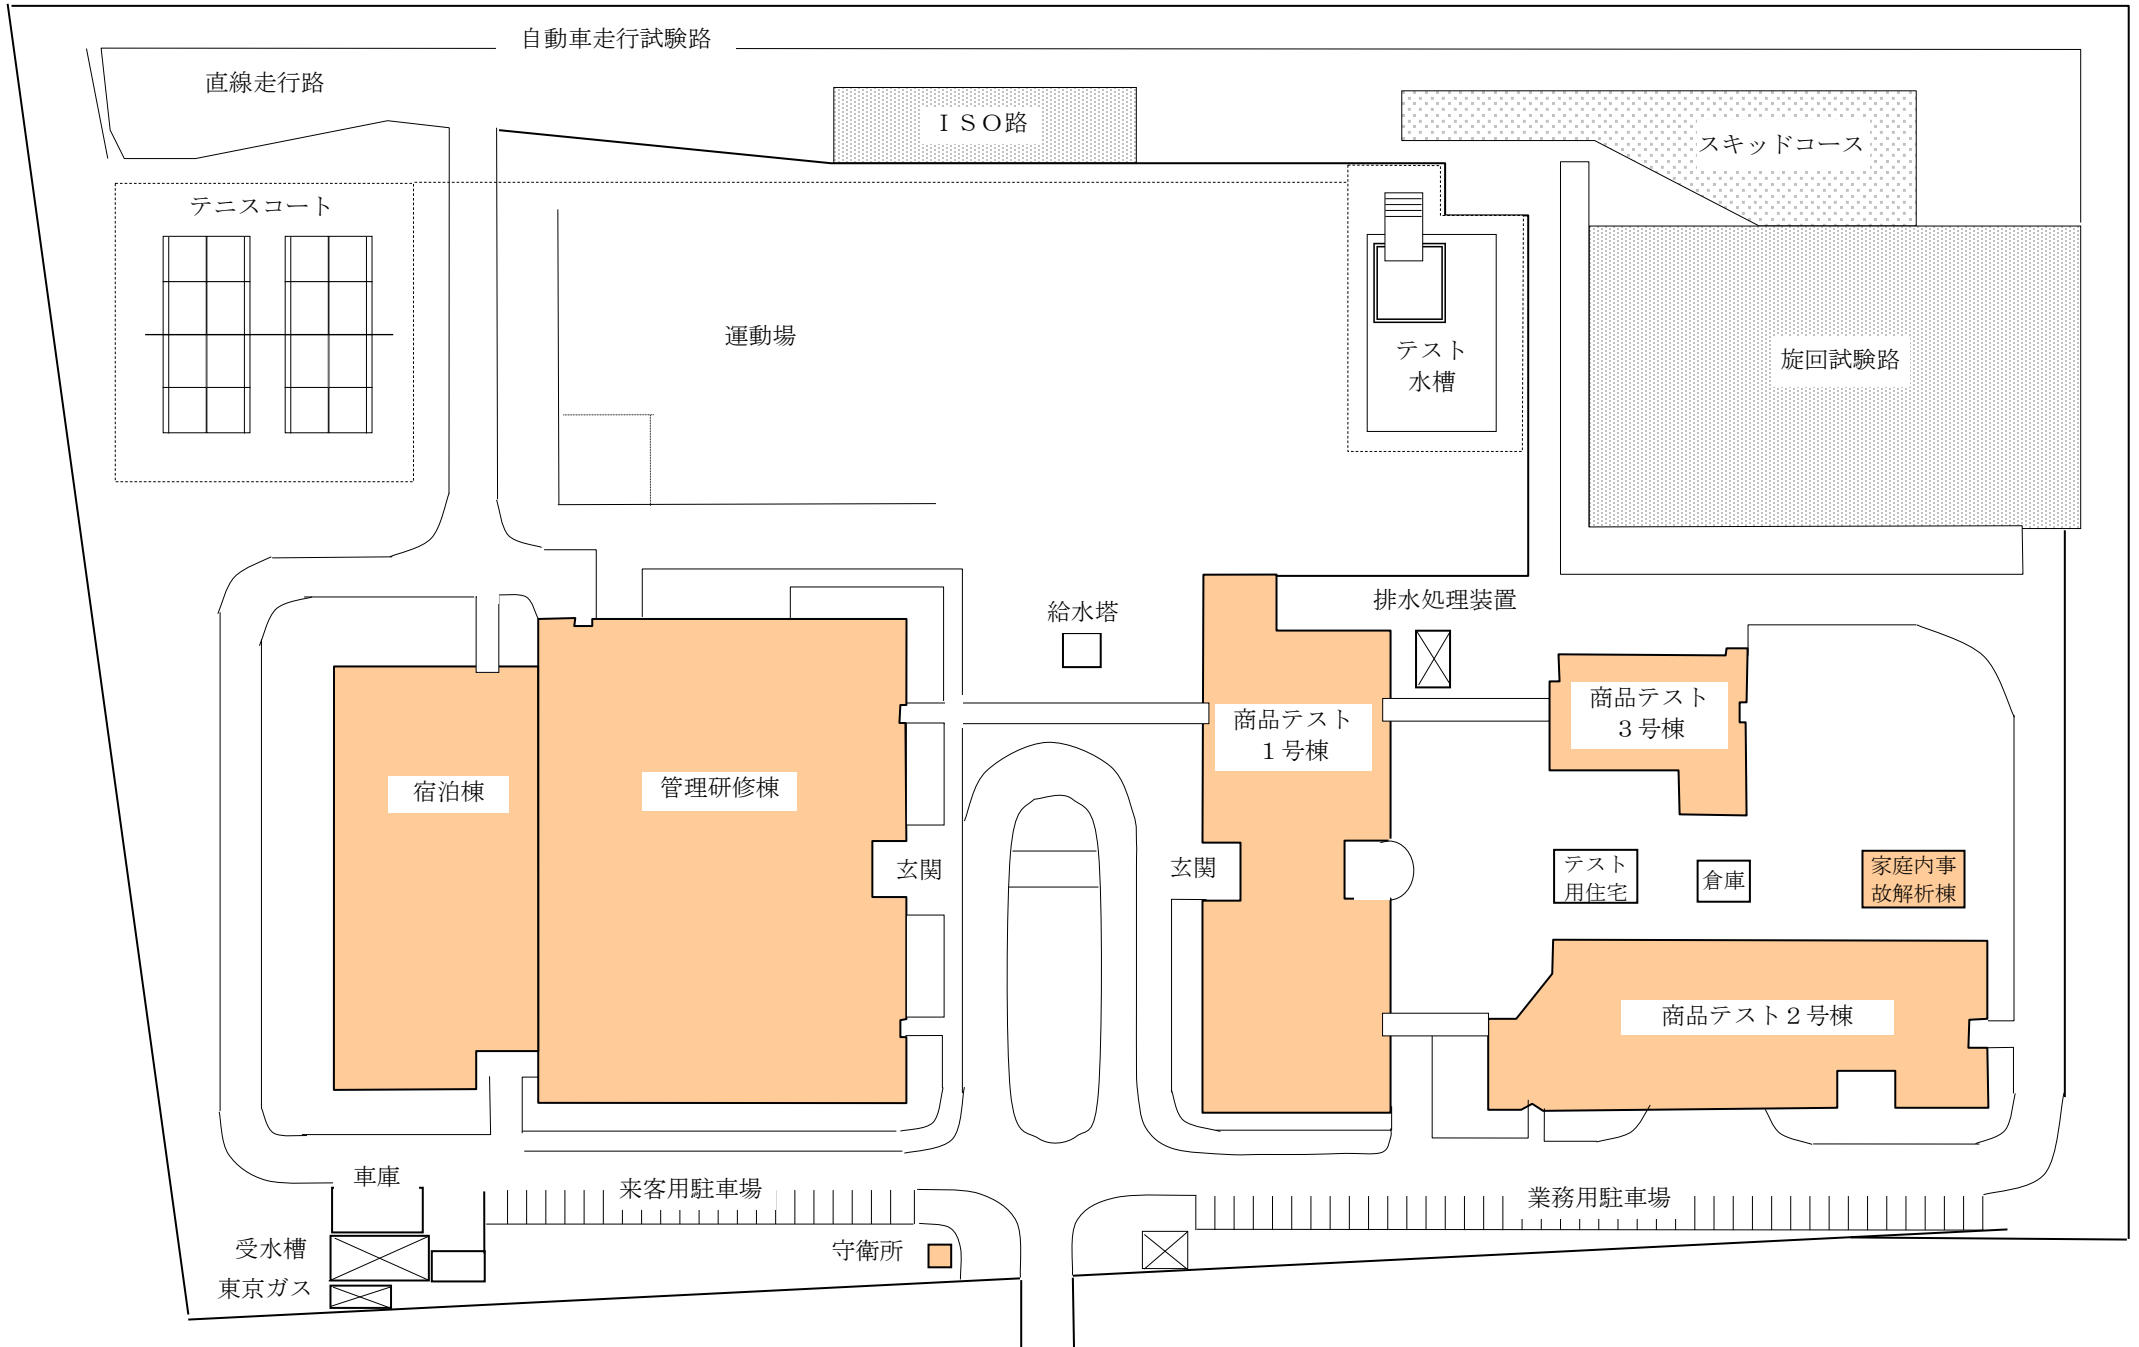 自動車走行試験路
直線走行路
ＩＳＯ路
スキッドコース
テニスコート
運動場
テスト
水槽
旋回試験路
給水塔
排水処理装置
商品テスト
３号棟
商品テスト
１号棟
宿泊棟
管理研修棟
玄関
玄関
テスト
用住宅
倉庫
家庭内事
故解析棟
商品テスト２号棟
車庫
来客用駐車場
業務用駐車場
受水槽
守衛所
東京ガス